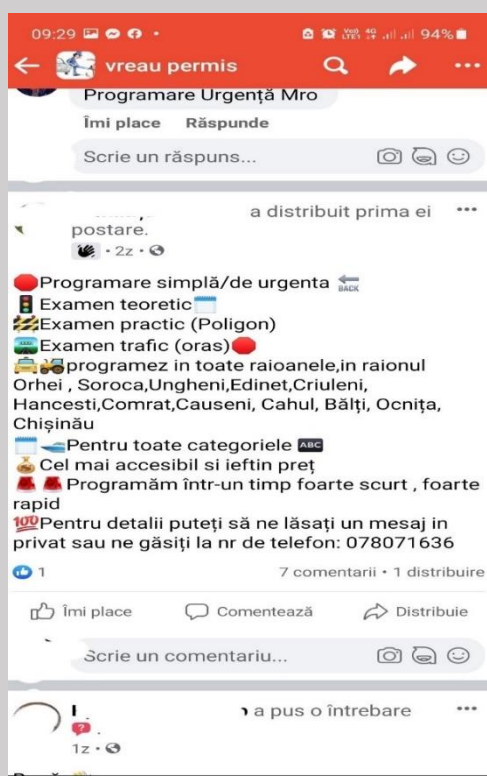 09:29
94%
vreau permis
Programare Urgență Mro
Îmi place Răspunde
Scrie un răspuns...
a distribuit prima ei
postare.
2z
Programare simplă/de urgenta BACK
Examen teoretic
Examen practic (Poligon)
Examen trafic (oras)
programez in toate raioanele,in raionul
Orhei , Soroca,Ungheni,Edinet,Criuleni,
Hancesti,Comrat,Causeni, Cahul, Bălți, Ocnița,
Chișinău
Pentru toate categoriele ABC
Cel mai accesibil si ieftin preț
Programăm într-un timp foarte scurt , foarte
rapid
100 Pentru detalii puteți să ne lăsați un mesaj in
privat sau ne găsiți la nr de telefon: 078071636
1 7 comentarii • 1 distribuire
Îmi place Comentează Distribuie
Scrie un comentariu...
a pus o întrebare
1z